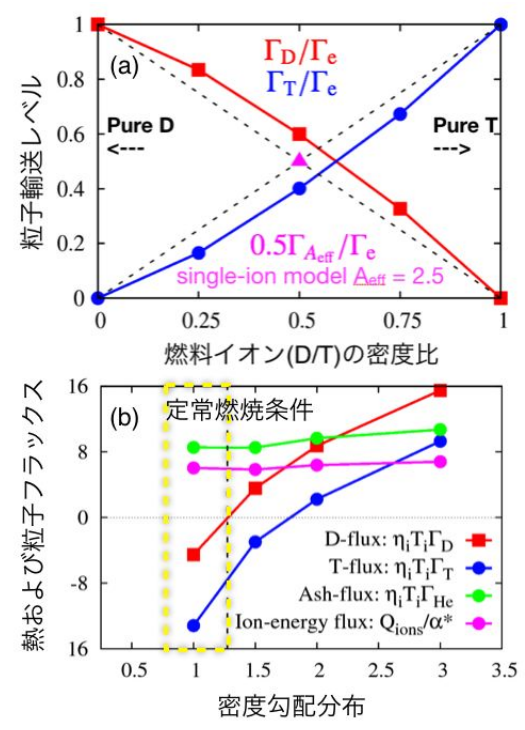 粒子輸送レベル
1
0.8
0.6
0.4
0.2
0
(a)
Γ_D/Γ_e
Γ_T/Γ_e
Pure D
<---
Pure T
--->
0.5Γ_{A_eff}/Γ_e
single-ion model A_eff = 2.5
0 0.25 0.5 0.75 1
燃料イオン(D/T)の密度比
熱および粒子フラックス
16
8
0
-8
16
(b)
定常燃焼条件
D-flux: η_iT_iΓ_D
T-flux: η_iT_iΓ_T
Ash-flux: η_iT_iΓ_He
Ion-energy flux: Q_ions/α*
0.5 1 1.5 2 2.5 3 3.5
密度勾配分布